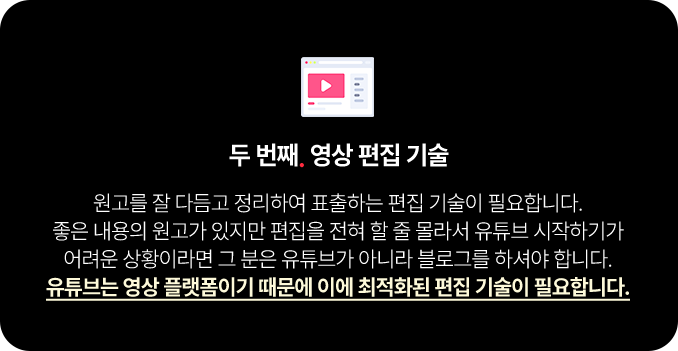 두 번째. 영상 편집 기술
원고를 잘 다듬고 정리하여 표출하는 편집 기술이 필요합니다.
좋은 내용의 원고가 있지만 편집을 전혀 할 줄 몰라서 유튜브 시작하기가
어려운 상황이라면 그 분은 유튜브가 아니라 블로그를 하셔야 합니다.
유튜브는 영상 플랫폼이기 때문에 이에 최적화된 편집 기술이 필요합니다.